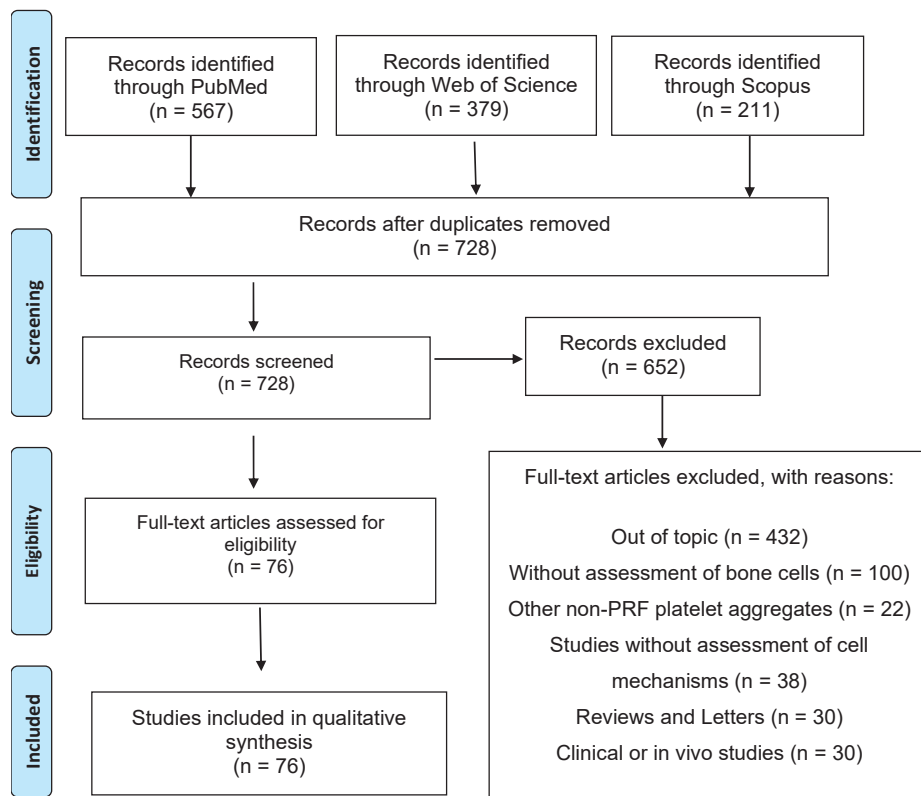 Identification
Records identified
through PubMed
(n = 567)
Records identified
through Web of Science
(n = 379)
Records identified
through Scopus
(n = 211)
Records after duplicates removed
(n = 728)
Screening
Records screened
(n = 728)
Records excluded
(n = 652)
Eligibility
Full-text articles assessed for
eligibility
(n = 76)
Full-text articles excluded, with reasons:
Out of topic (n = 432)
Without assessment of bone cells (n = 100)
Other non-PRF platelet aggregates (n = 22)
Studies without assessment of cell
mechanisms (n = 38)
Reviews and Letters (n = 30)
Clinical or in vivo studies (n = 30)
Included
Studies included in qualitative
synthesis
(n = 76)